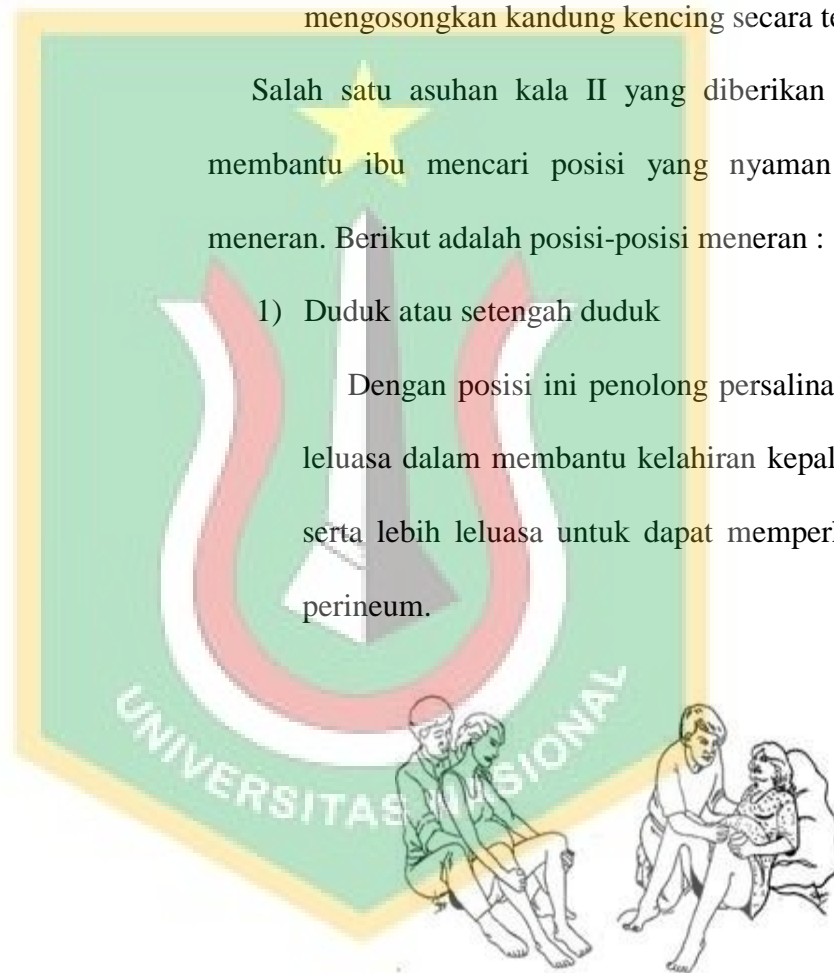 mengosongkan kandung kencing secara te
Salah satu asuhan kala II yang diberikan
membantu ibu mencari posisi yang nyaman
meneran. Berikut adalah posisi-posisi meneran :
1) Duduk atau setengah duduk
Dengan posisi ini penolong persalina
leluasa dalam membantu kelahiran kepal
serta lebih leluasa untuk dapat memperl
perineum.
UNIVERSITAS NASIONAL